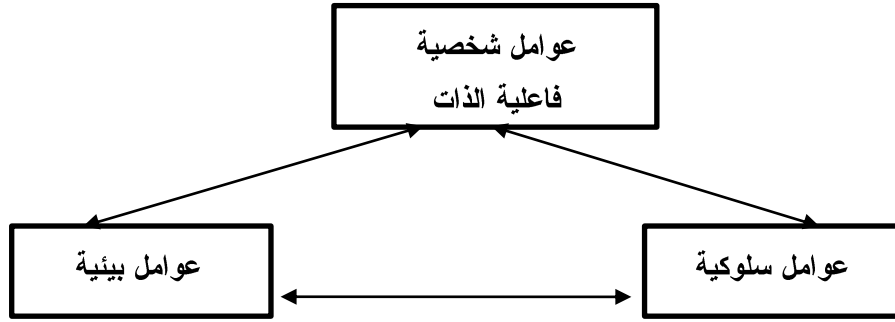 عوامل شخصية
فاعلية الذات
عوامل سلوكية
عوامل بيئية